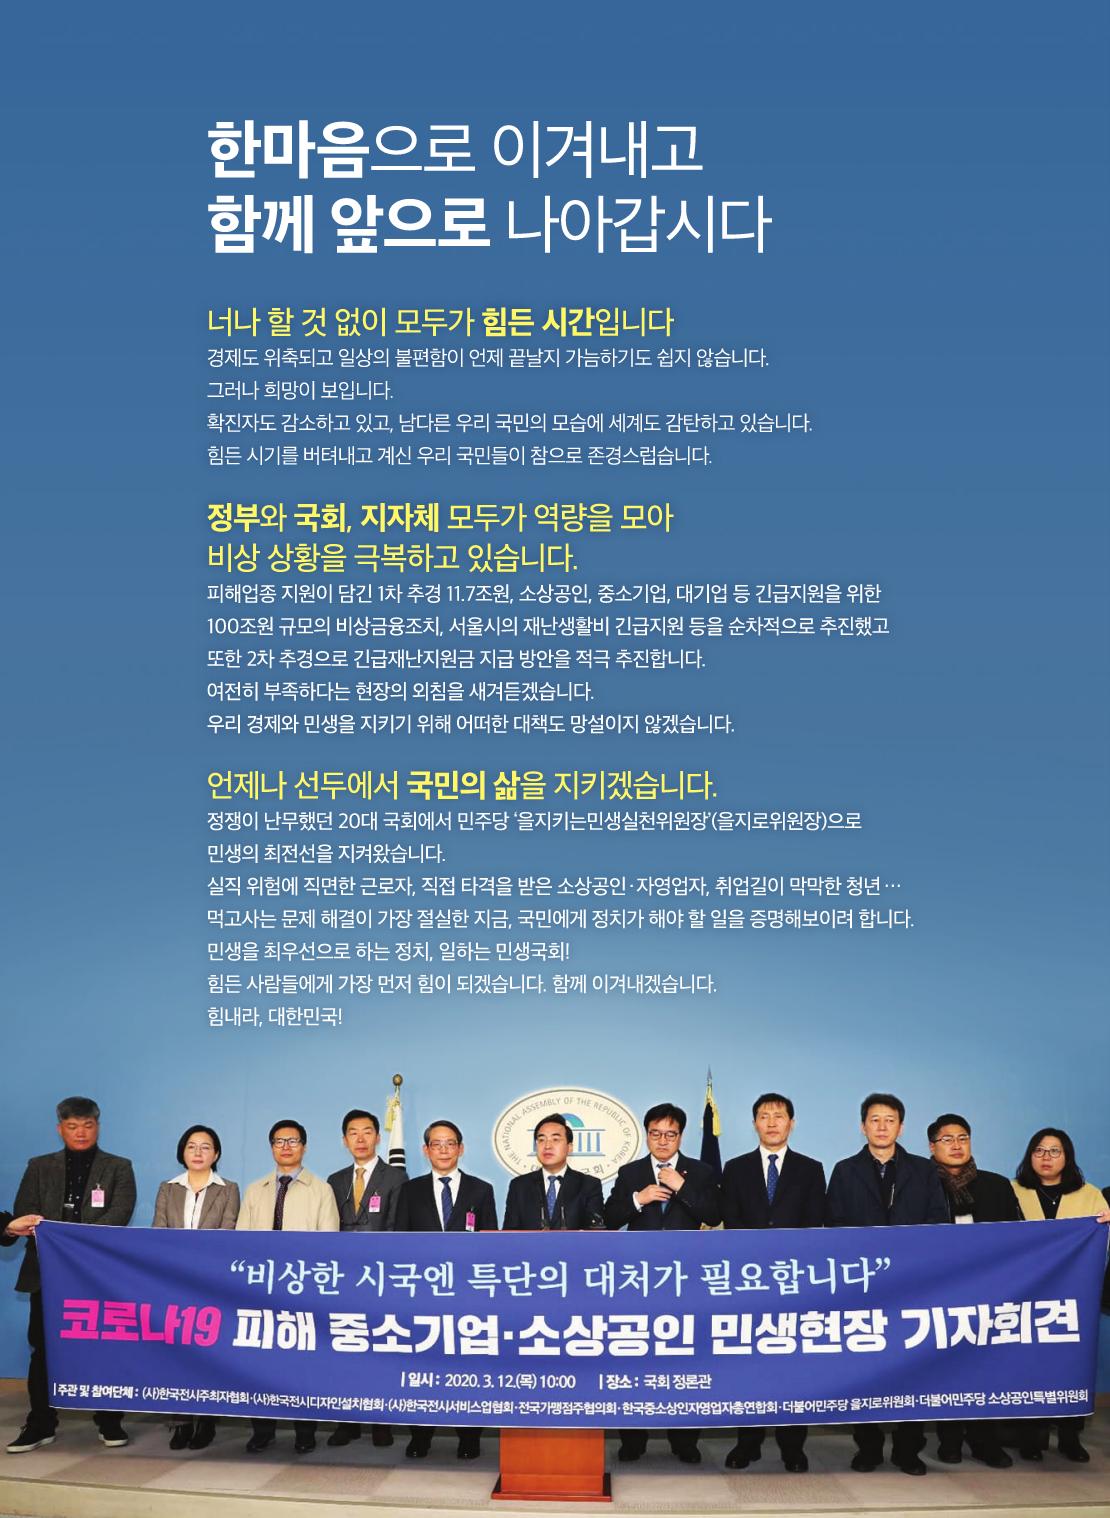 한마음으로 이겨내고
함께 앞으로 나아갑시다
너나 할 것 없이 모두가 힘든 시간입니다
경제도 위축되고 일상의 불편함이 언제 끝날지 가늠하기도 쉽지 않습니다.
그러나 희망이 보입니다.
확진자도 감소하고 있고, 남다른 우리 국민의 모습에 세계도 감탄하고 있습니다.
힘든 시기를 버텨내고 계신 우리 국민들이 참으로 존경스럽습니다.
정부와 국회, 지자체 모두가 역량을 모아
비상 상황을 극복하고 있습니다.
피해업종 지원이 담긴 1차 추경 11.7조원, 소상공인, 중소기업, 대기업 등 긴급지원을 위한
100조원 규모의 비상금융조치, 서울시의 재난생활비 긴급지원 등을 순차적으로 추진했고
또한 2차 추경으로 긴급재난지원금 지급 방안을 적극 추진합니다.
여전히 부족하다는 현장의 외침을 새겨듣겠습니다.
우리 경제와 민생을 지키기 위해 어떠한 대책도 망설이지 않겠습니다.
언제나 선두에서 국민의 삶을 지키겠습니다.
정쟁이 난무했던 20대 국회에서 민주당 ‘을지키는민생실천위원장’(을지로위원장)으로
민생의 최전선을 지켜왔습니다.
실직 위험에 직면한 근로자, 직접 타격을 받은 소상공인·자영업자, 취업길이 막막한 청년…
먹고사는 문제 해결이 가장 절실한 지금, 국민에게 정치가 해야 할 일을 증명해보이려 합니다.
민생을 최우선으로 하는 정치, 일하는 민생국회!
힘든 사람들에게 가장 먼저 힘이 되겠습니다. 함께 이겨내겠습니다.
힘내라, 대한민국!
THE NATIONAL ASSEMBLY OF THE REPUBLIC OF KOREA
“비상한 시국엔 특단의 대처가 필요합니다”
코로나19 피해 중소기업·소상공인 민생현장 기자회견
| 일시 : 2020. 3. 12.(목) 10:00 | 장소 : 국회 정론관
| 주관 및 참여단체 : (사)한국전시주최자협회·(사)한국전시디자인설치협회·(사)한국전시서비스업협회·전국가맹점주협의회·한국중소상인자영업자총연합회·더불어민주당 을지로위원회·더불어민주당 소상공인특별위원회